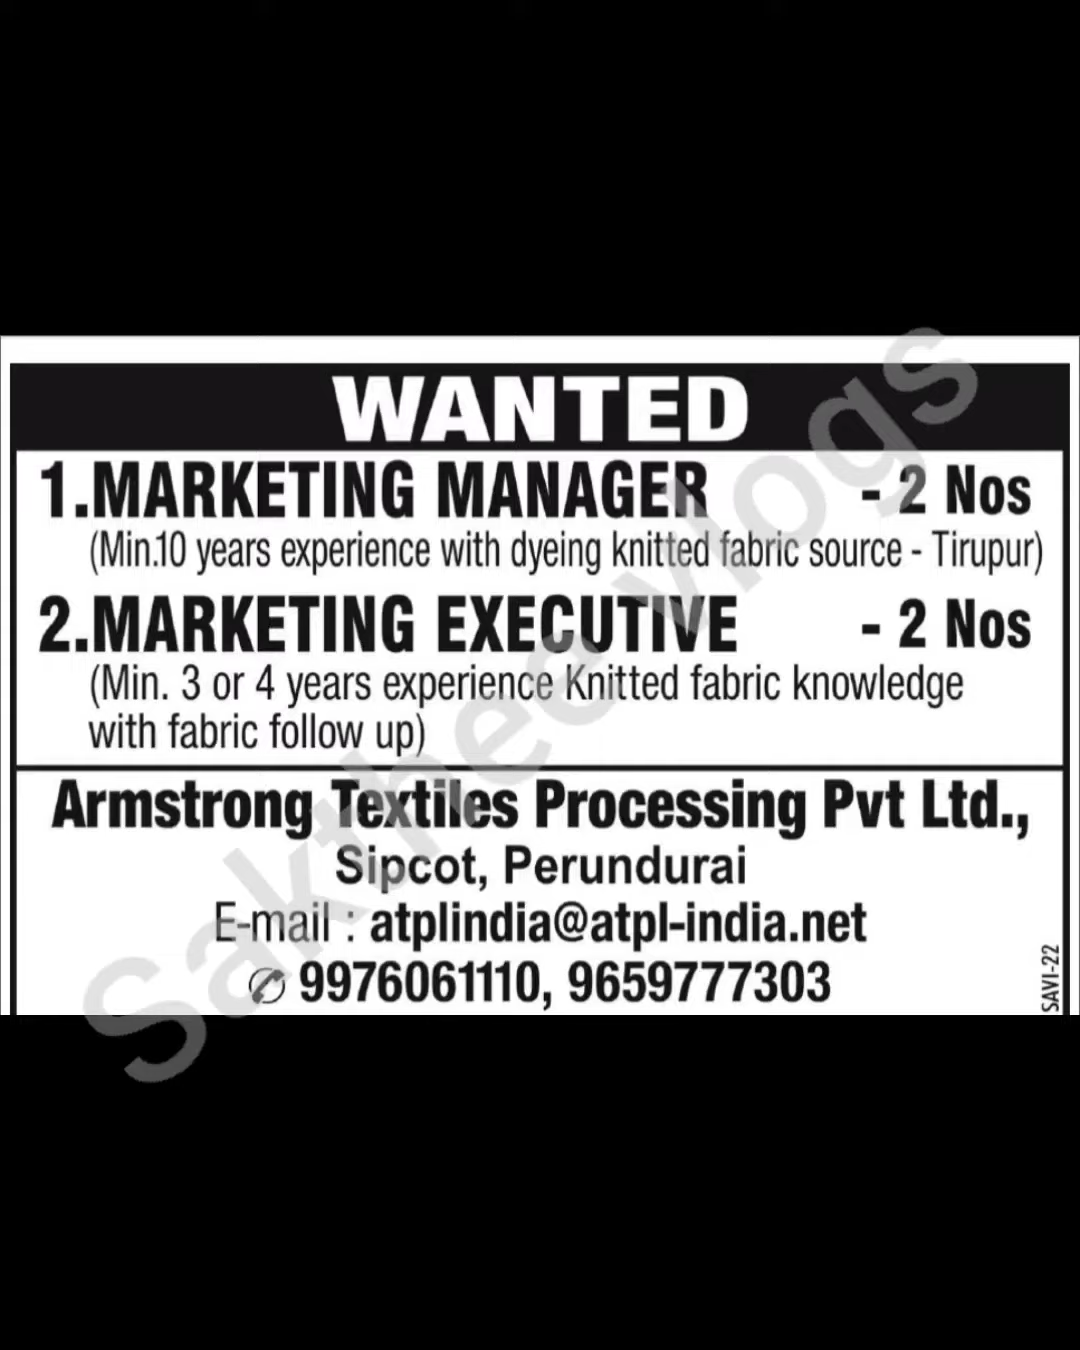 WANTED
1.MARKETING MANAGER - 2 Nos
(Min.10 years experience with dyeing knitted fabric source - Tirupur)
2.MARKETING EXECUTIVE - 2 Nos
(Min. 3 or 4 years experience Knitted fabric knowledge
with fabric follow up)
Armstrong Textiles Processing Pvt Ltd.,
Sipcot, Perundurai
E-mail : atplindia@atpl-india.net
✆ 9976061110, 9659777303
SAVI-22
Sakthee vlogs